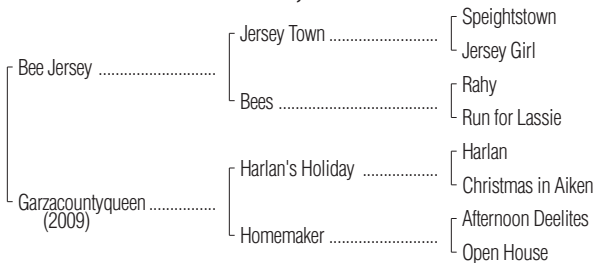 Speightstown
Jersey Town ..........................
Jersey Girl
Bee Jersey ............................
Rahy
Bees ......................................
Run for Lassie
Harlan
Harlan's Holiday ..................
Christmas in Aiken
Garzacountyqueen ................
(2009)
Afternoon Deelites
Homemaker ..........................
Open House